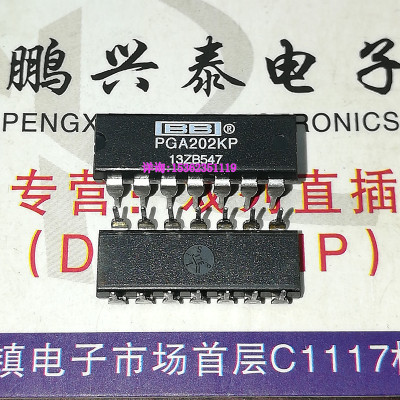 鹏兴泰电子
PENGX RONICS
BB®
PGA202KP
13ZB547
专营 直插
(D IP)
镇电子市场首层C1117